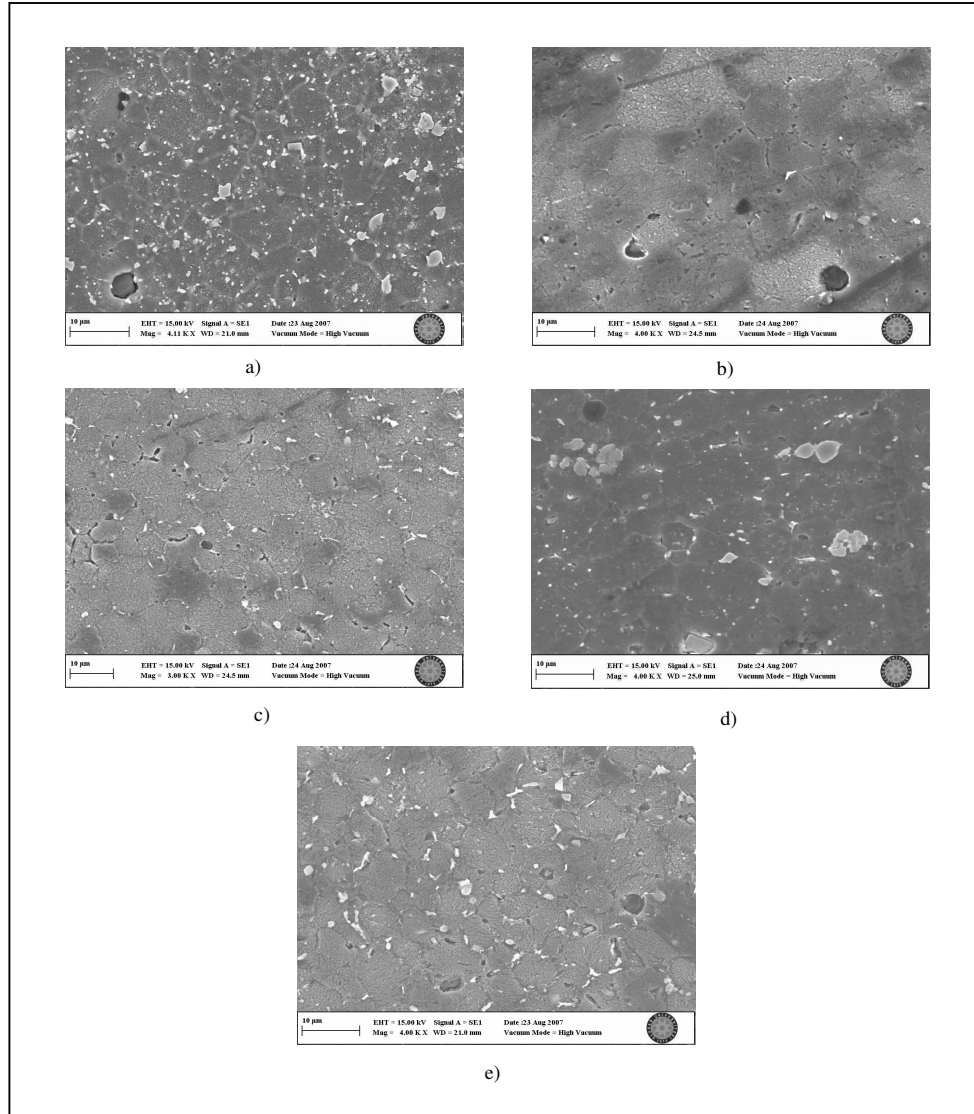 10 µm
EHT = 15.00 kV Signal A = SE1 Date :23 Aug 2007
Mag = 4.11 K X WD = 21.0 mm Vacuum Mode = High Vacuum
a)
10 µm
EHT = 15.00 kV Signal A = SE1 Date :24 Aug 2007
Mag = 4.00 K X WD = 24.5 mm Vacuum Mode = High Vacuum
b)
10 µm
EHT = 15.00 kV Signal A = SE1 Date :24 Aug 2007
Mag = 3.00 K X WD = 24.5 mm Vacuum Mode = High Vacuum
c)
10 µm
EHT = 15.00 kV Signal A = SE1 Date :24 Aug 2007
Mag = 4.00 K X WD = 25.0 mm Vacuum Mode = High Vacuum
d)
10 µm
EHT = 15.00 kV Signal A = SE1 Date :23 Aug 2007
Mag = 4.00 K X WD = 21.0 mm Vacuum Mode = High Vacuum
e)